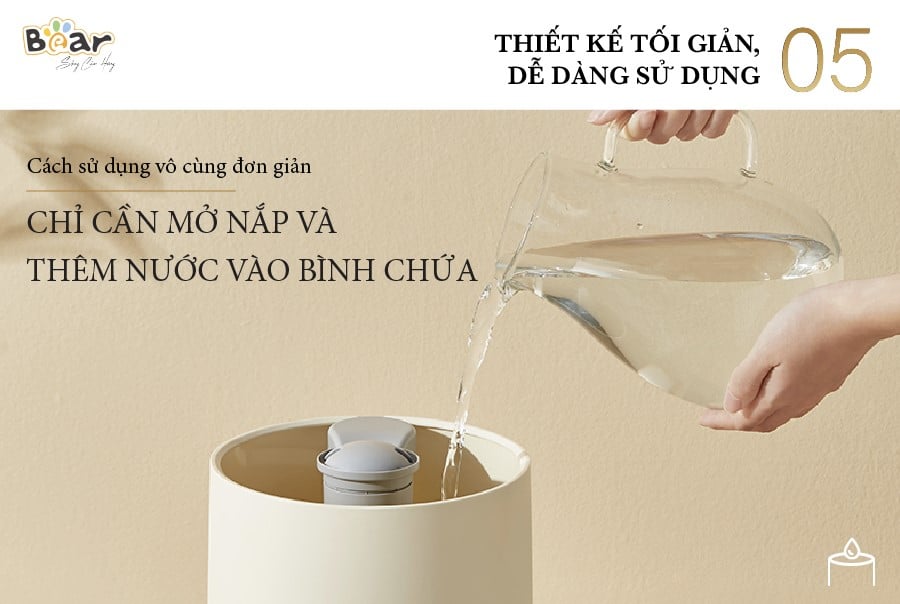 Bear
Sống Cân Bằng
THIẾT KẾ TỐI GIẢN,
DỄ DÀNG SỬ DỤNG
05
Cách sử dụng vô cùng đơn giản
CHỈ CẦN MỞ NẮP VÀ
THÊM NƯỚC VÀO BÌNH CHỨA